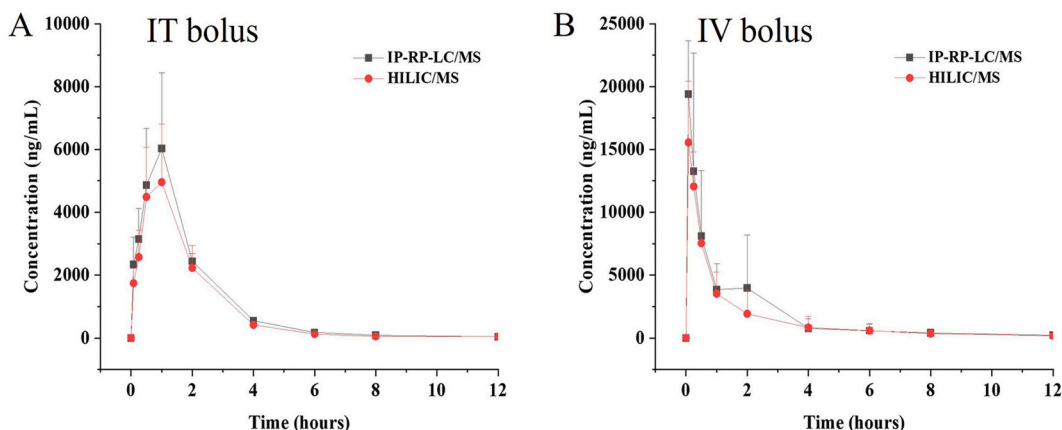 A
IT bolus
IP-RP-LC/MS
HILIC/MS
Concentration (ng/mL)
10000
8000
6000
4000
2000
0
0 2 4 6 8 10 12
Time (hours)
B
IV bolus
IP-RP-LC/MS
HILIC/MS
Concentration (ng/mL)
25000
20000
15000
10000
5000
0
0 2 4 6 8 10 12
Time (hours)